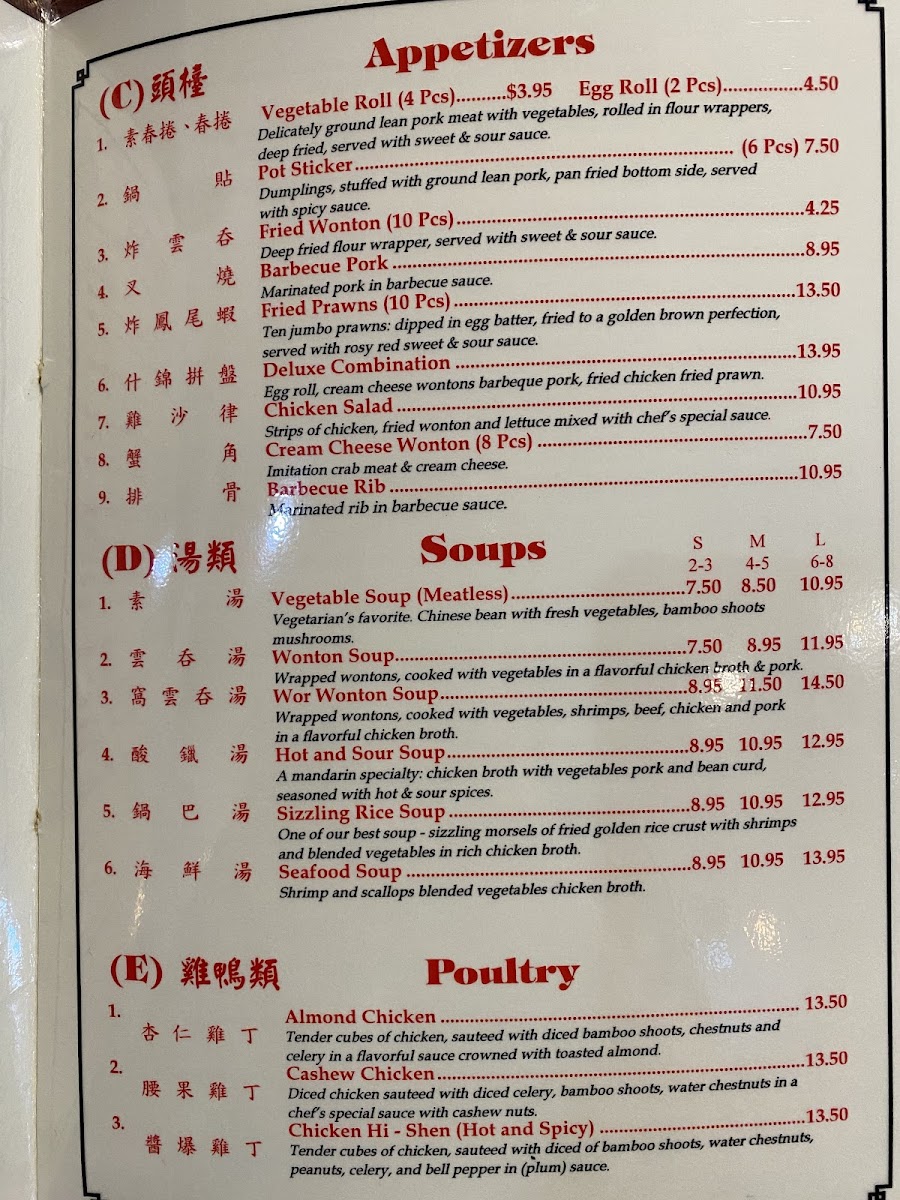 Appetizers
(C) 頭檯
1. 素春捲、春捲 Vegetable Roll (4 Pcs)..........$3.95 Egg Roll (2 Pcs)................4.50
Delicately ground lean pork meat with vegetables, rolled in flour wrappers,
deep fried, served with sweet & sour sauce.
2. 鍋貼 Pot Sticker........................................................................ (6 Pcs) 7.50
Dumplings, stuffed with ground lean pork, pan fried bottom side, served
with spicy sauce.
3. 炸雲吞 Fried Wonton (10 Pcs)..................................................................4.25
Deep fried flour wrapper, served with sweet & sour sauce.
4. 叉燒 Barbecue Pork ..............................................................................8.95
Marinated pork in barbecue sauce.
5. 炸鳳尾蝦 Fried Prawns (10 Pcs) ................................................................13.50
Ten jumbo prawns: dipped in egg batter, fried to a golden brown perfection,
served with rosy red sweet & sour sauce.
6. 什錦拼盤 Deluxe Combination ................................................................13.95
Egg roll, cream cheese wontons barbeque pork, fried chicken fried prawn.
7. 雞沙律 Chicken Salad ............................................................................10.95
Strips of chicken, fried wonton and lettuce mixed with chef's special sauce.
8. 蟹角 Cream Cheese Wonton (8 Pcs) ...................................................7.50
Imitation crab meat & cream cheese.
9. 排骨 Barbecue Rib ..............................................................................10.95
Marinated rib in barbecue sauce.
(D) 湯類 Soups S M L
2-3 4-5 6-8
1. 素湯 Vegetable Soup (Meatless)..................................7.50 8.50 10.95
Vegetarian's favorite. Chinese bean with fresh vegetables, bamboo shoots
mushrooms.
2. 雲吞湯 Wonton Soup........................................................7.50 8.95 11.95
Wrapped wontons, cooked with vegetables in a flavorful chicken broth & pork.
3. 窩雲吞湯 Wor Wonton Soup................................................8.95 11.50 14.50
Wrapped wontons, cooked with vegetables, shrimps, beef, chicken and pork
in a flavorful chicken broth.
4. 酸鑞湯 Hot and Sour Soup...............................................8.95 10.95 12.95
A mandarin specialty: chicken broth with vegetables pork and bean curd,
seasoned with hot & sour spices.
5. 鍋巴湯 Sizzling Rice Soup ..............................................8.95 10.95 12.95
One of our best soup - sizzling morsels of fried golden rice crust with shrimps
and blended vegetables in rich chicken broth.
6. 海鮮湯 Seafood Soup ......................................................8.95 10.95 13.95
Shrimp and scallops blended vegetables chicken broth.
(E) 雞鴨類 Poultry
1. 杏仁雞丁 Almond Chicken .................................................................... 13.50
Tender cubes of chicken, sauteed with diced bamboo shoots, chestnuts and
celery in a flavorful sauce crowned with toasted almond.
2. 腰果雞丁 Cashew Chicken......................................................................13.50
Diced chicken sauteed with diced celery, bamboo shoots, water chestnuts in a
chef's special sauce with cashew nuts.
3. 醬爆雞丁 Chicken Hi - Shen (Hot and Spicy) .......................................13.50
Tender cubes of chicken, sauteed with diced of bamboo shoots, water chestnuts,
peanuts, celery, and bell pepper in (plum) sauce.